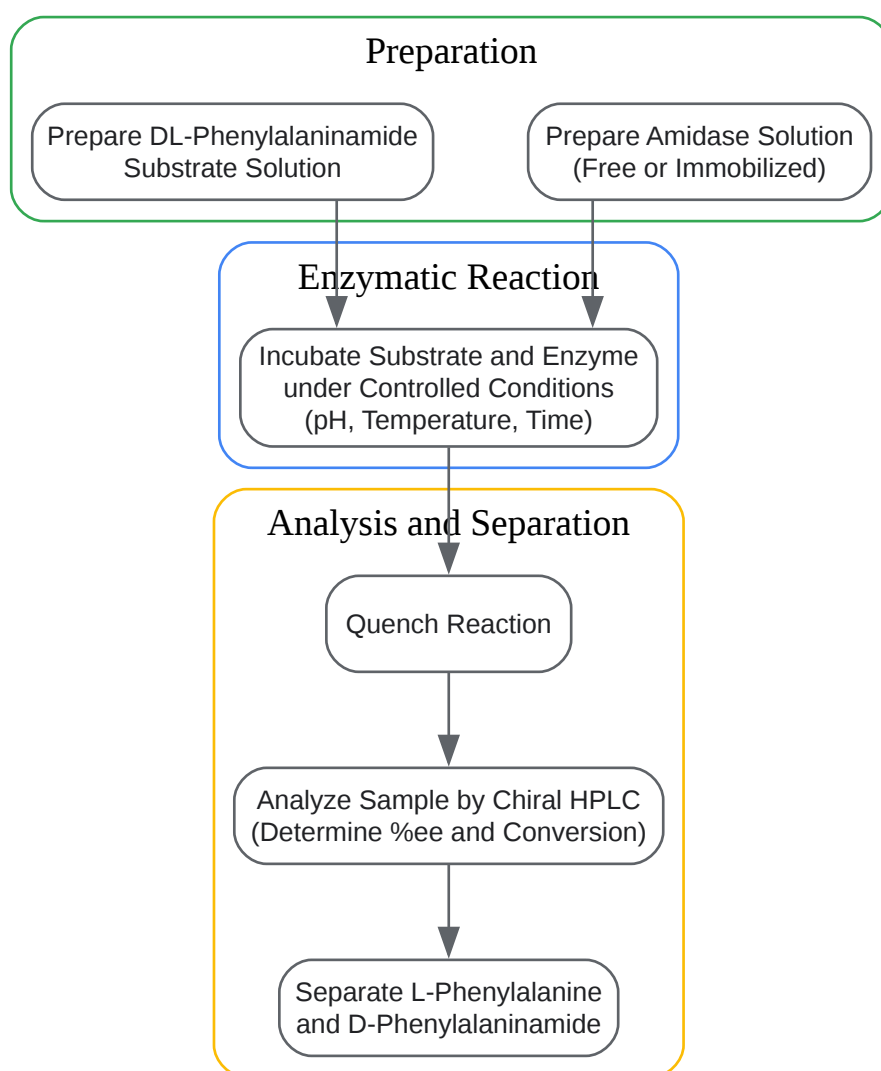 Preparation
Prepare DL-Phenylalaninamide
Substrate Solution
Prepare Amidase Solution
(Free or Immobilized)
Enzymatic Reaction
Incubate Substrate and Enzyme
under Controlled Conditions
(pH, Temperature, Time)
Analysis and Separation
Quench Reaction
Analyze Sample by Chiral HPLC
(Determine %ee and Conversion)
Separate L-Phenylalanine
and D-Phenylalaninamide